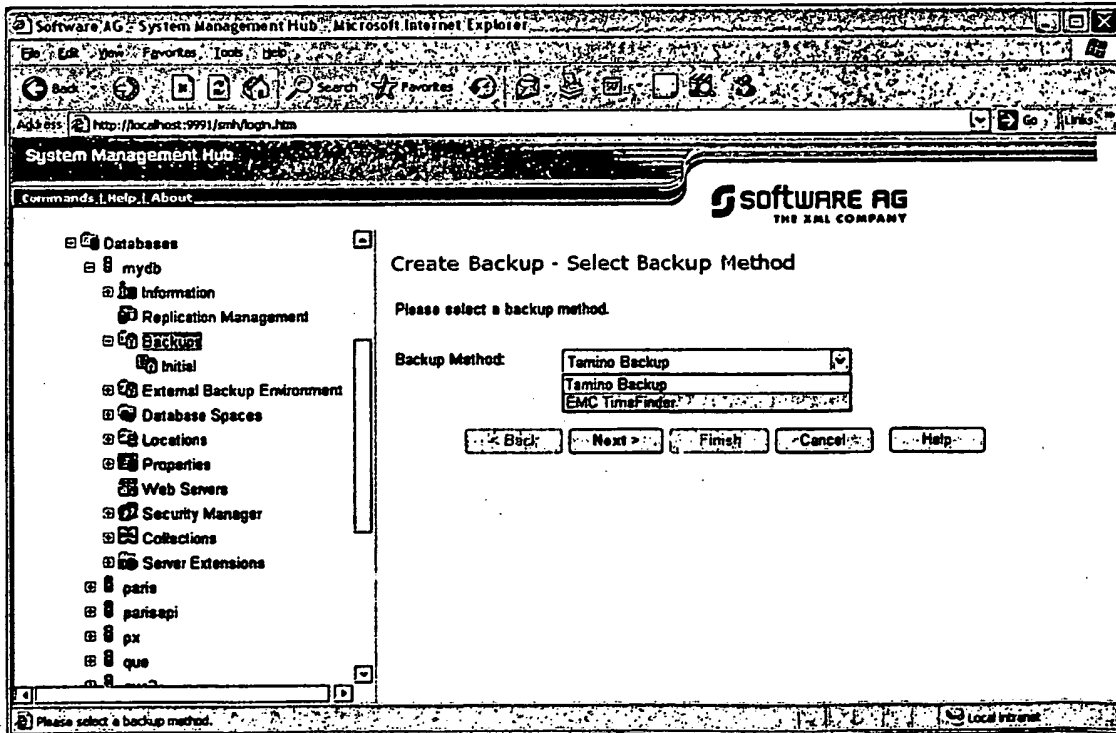 Software AG - System Management Hub - Microsoft Internet Explorer
File Edit View Favorites Tools Help
Back Search Favorites
Address http://localhost:9991/smh/login.htm Go Links
System Management Hub
Commands | Help | About
SOFTWARE AG
THE XML COMPANY
Databases
mydb
Information
Replication Management
Backups
Initial
External Backup Environment
Database Spaces
Locations
Properties
Web Servers
Security Manager
Collections
Server Extensions
paris
parisapi
px
que
Create Backup - Select Backup Method
Please select a backup method.
Backup Method: Tamino Backup
Tamino Backup
EMC TimeFinder
< Back Next > Finish Cancel Help
Please select a backup method. Local intranet